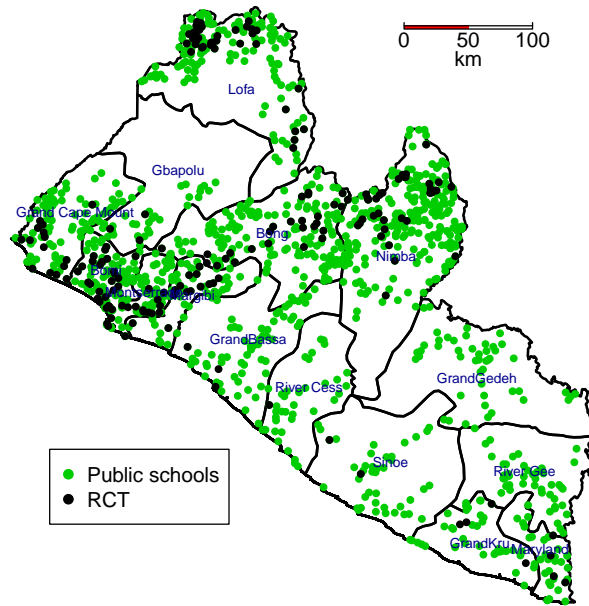 0 50 100
km
Lofa
Gbapolu
Grand Cape Mount
Bong
Nimba
Bomi
Montserrado
Margibi
GrandBassa
River Cess
GrandGedeh
Sinoe
River Gee
GrandKru
Maryland
Public schools
RCT